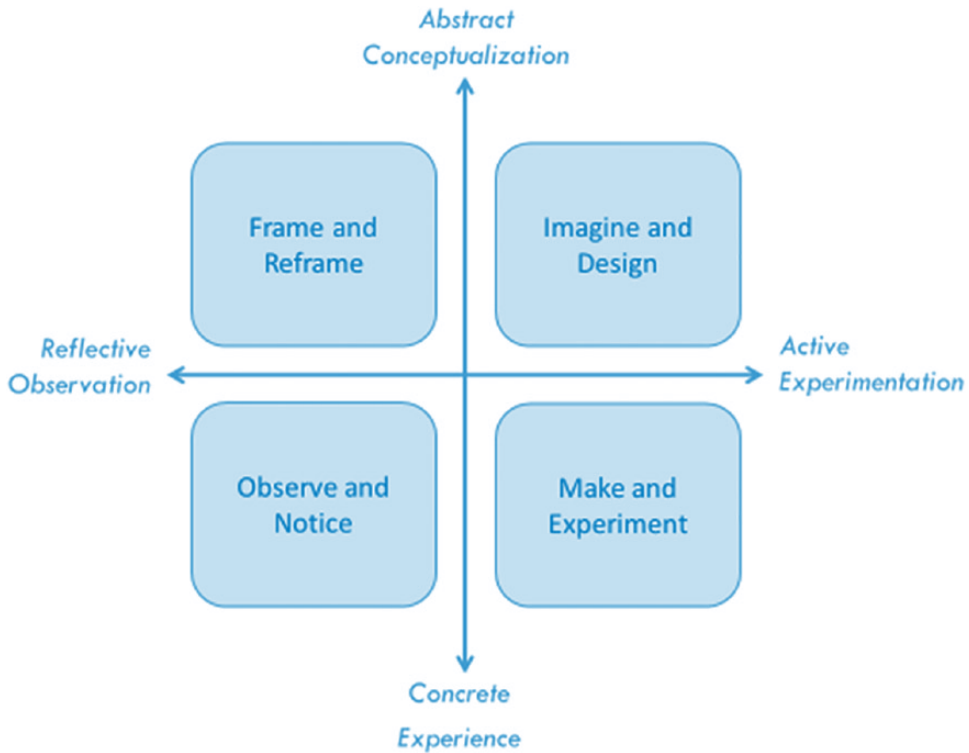 Abstract
Conceptualization
Frame and
Reframe
Imagine and
Design
Reflective
Observation
Active
Experimentation
Observe and
Notice
Make and
Experiment
Concrete
Experience